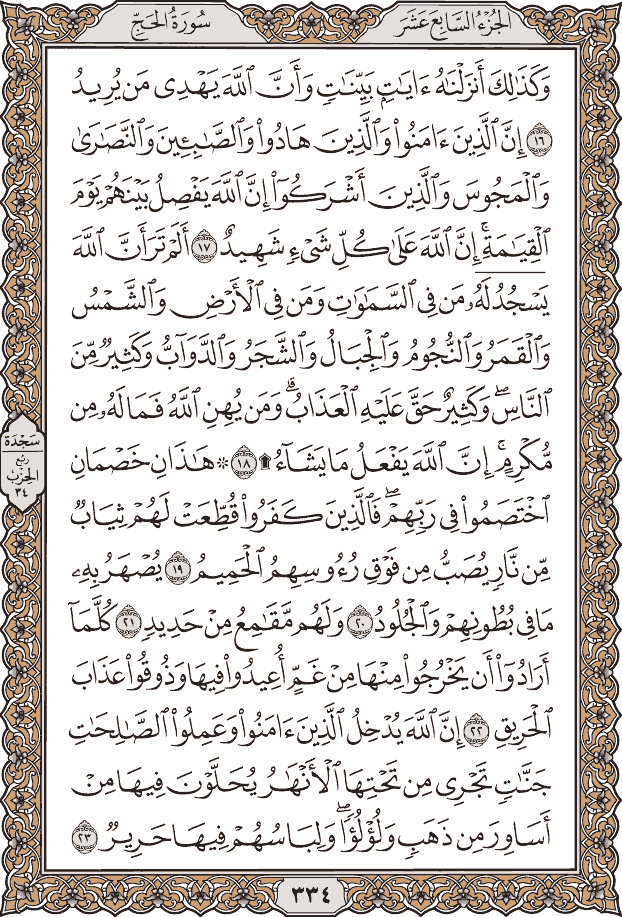 الجُزْءُ السَّابِعَ عَشَرَ
سُورَةُ الحَجِّ
وَكَذَٰلِكَ أَنزَلْنَٰهُ ءَايَٰتِۭ بَيِّنَٰتٖ وَأَنَّ ٱللَّهَ يَهْدِي مَن يُرِيدُ
١٦ إِنَّ ٱلَّذِينَ ءَامَنُواْ وَٱلَّذِينَ هَادُواْ وَٱلصَّٰبِـِٔينَ وَٱلنَّصَٰرَىٰ
وَٱلْمَجُوسَ وَٱلَّذِينَ أَشْرَكُوٓاْ إِنَّ ٱللَّهَ يَفْصِلُ بَيْنَهُمْ يَوْمَ
ٱلْقِيَٰمَةِۚ إِنَّ ٱللَّهَ عَلَىٰ كُلِّ شَيْءٖ شَهِيدٌ ١٧ أَلَمْ تَرَ أَنَّ ٱللَّهَ
يَسْجُدُۤ لَهُۥ مَن فِي ٱلسَّمَٰوَٰتِ وَمَن فِي ٱلْأَرْضِ وَٱلشَّمْسُ
وَٱلْقَمَرُ وَٱلنُّجُومُ وَٱلْجِبَالُ وَٱلشَّجَرُ وَٱلدَّوَآبُّ وَكَثِيرٞ مِّنَ
ٱلنَّاسِۖ وَكَثِيرٌ حَقَّ عَلَيْهِ ٱلْعَذَابُۗ وَمَن يُهِنِ ٱللَّهُ فَمَا لَهُۥ مِن
مُّكْرِمٍۚ إِنَّ ٱللَّهَ يَفْعَلُ مَا يَشَآءُ ۩ ١٨ ۞ هَٰذَانِ خَصْمَانِ
ٱخْتَصَمُواْ فِي رَبِّهِمْۖ فَٱلَّذِينَ كَفَرُواْ قُطِّعَتْ لَهُمْ ثِيَابٞ
مِّن نَّارٖ يُصَبُّ مِن فَوْقِ رُءُوسِهِمُ ٱلْحَمِيمُ ١٩ يُصْهَرُ بِهِۦ
مَا فِي بُطُونِهِمْ وَٱلْجُلُودُ ٢٠ وَلَهُم مَّقَٰمِعُ مِنْ حَدِيدٖ ٢١ كُلَّمَآ
أَرَادُوٓاْ أَن يَخْرُجُواْ مِنْهَا مِنْ غَمٍّ أُعِيدُواْ فِيهَا وَذُوقُواْ عَذَابَ
ٱلْحَرِيقِ ٢٢ إِنَّ ٱللَّهَ يُدْخِلُ ٱلَّذِينَ ءَامَنُواْ وَعَمِلُواْ ٱلصَّٰلِحَٰتِ
جَنَّٰتٖ تَجْرِي مِن تَحْتِهَا ٱلْأَنْهَٰرُ يُحَلَّوْنَ فِيهَا مِنْ
أَسَاوِرَ مِن ذَهَبٖ وَلُؤْلُؤٗاۖ وَلِبَاسُهُمْ فِيهَا حَرِيرٞ ٢٣
سَجْدَة
رُبْع
الحِزْب
٣٤
٣٣٤